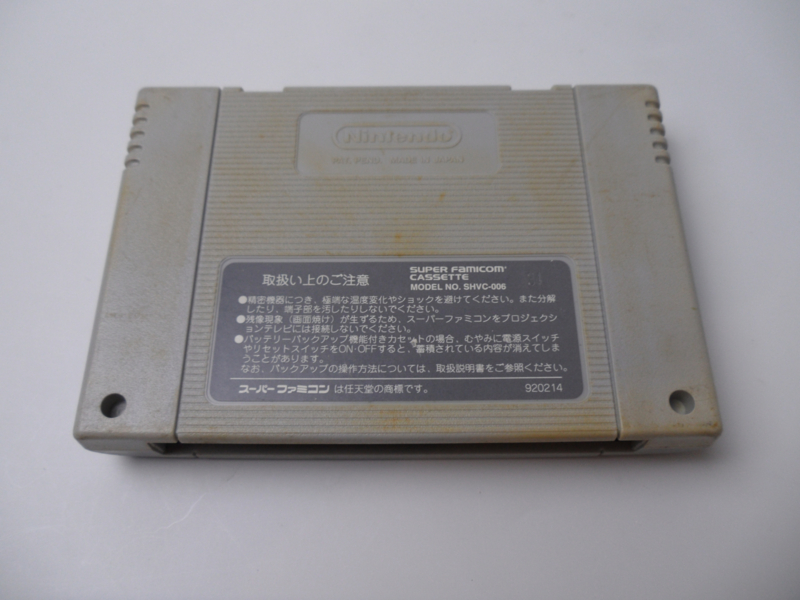 Nintendo
PAT. PEND. MADE IN JAPAN
取扱い上のご注意
SUPER FAMICOM
CASSETTE
MODEL NO. SHVC-006
31
●精密機器につき、極端な温度変化やショックを避けてください。また分解
したり、端子部を汚したりしないでください。
●残像現象（画面焼け）が生ずるため、スーパーファミコンをプロジェクシ
ョンテレビには接続しないでください。
●バッテリーバックアップ機能付きカセットの場合、むやみに電源スイッチ
やリセットスイッチをON・OFFすると、蓄積されている内容が消えてしま
うことがあります。
なお、バックアップの操作方法については、取扱説明書をご参照ください。
スーパーファミコン は任天堂の商標です。
920214